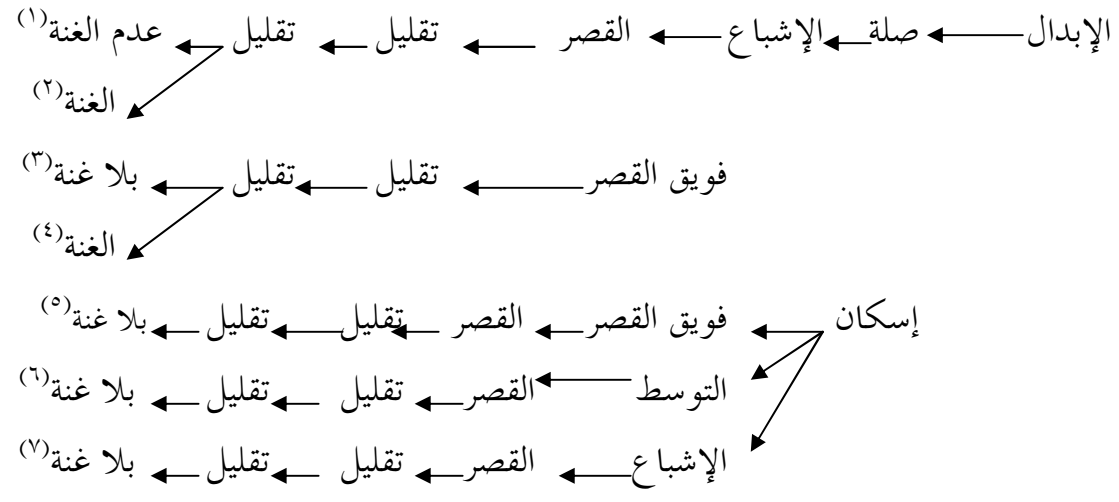 الإبدال صلة الإشباع القصر تقليل تقليل عدم الغنة(١)
الغنة(٢)
فويق القصر تقليل تقليل بلا غنة(٣)
الغنة(٤)
إسكان فويق القصر القصر تقليل تقليل بلا غنة(٥)
التوسط القصر تقليل تقليل بلا غنة(٦)
الإشباع القصر تقليل تقليل بلا غنة(٧)